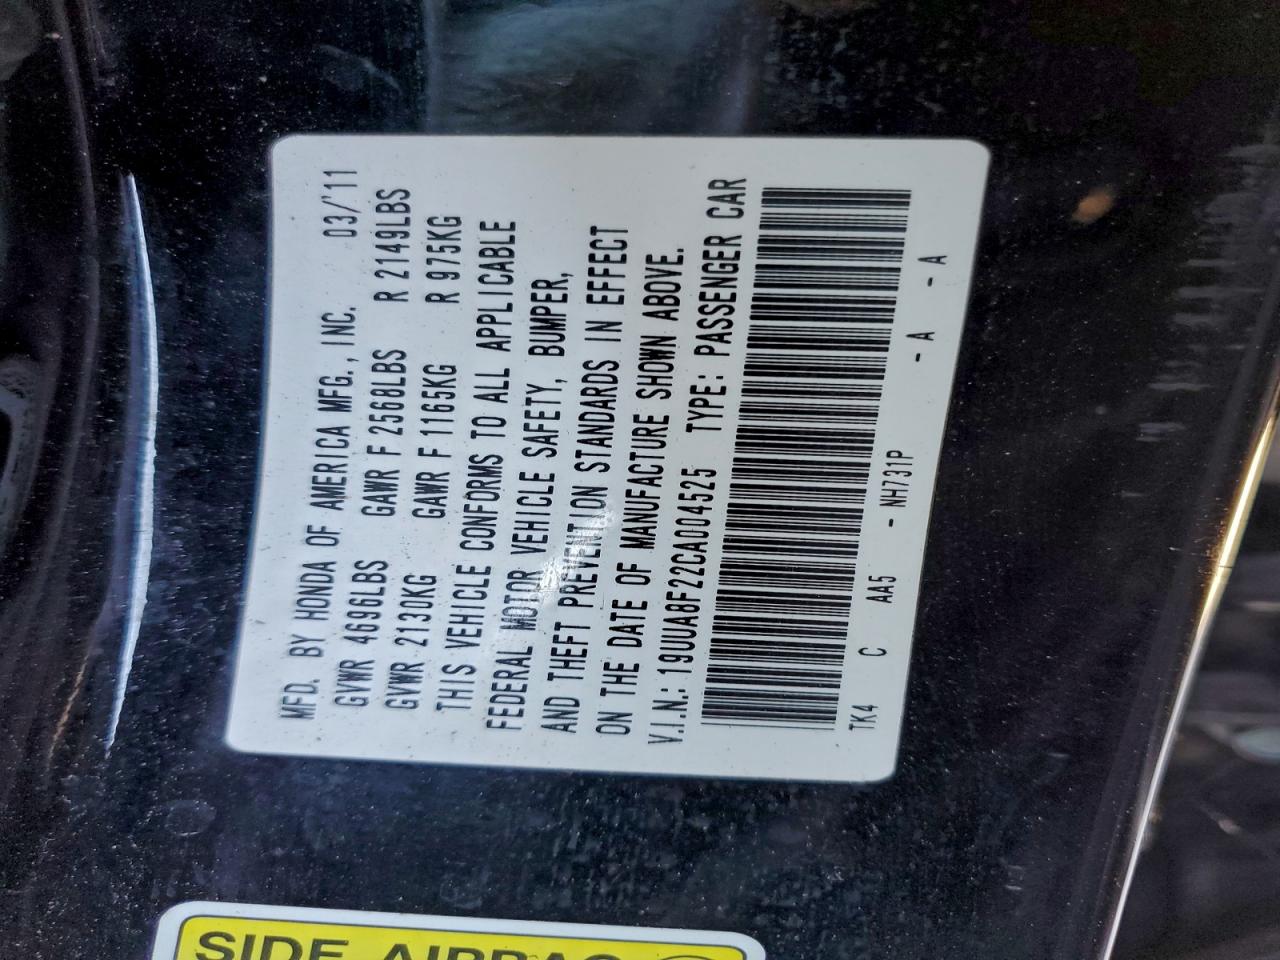 MFD. BY HONDA OF AMERICA MFG., INC. 03/'11
GVWR 4696LBS GAWR F 2568LBS R 2149LBS
GVWR 2130KG GAWR F 1165KG R 975KG
THIS VEHICLE CONFORMS TO ALL APPLICABLE
FEDERAL MOTOR VEHICLE SAFETY, BUMPER,
AND THEFT PREVENTION STANDARDS IN EFFECT
ON THE DATE OF MANUFACTURE SHOWN ABOVE.
V.I.N.: 19UUA8F22CA004525 TYPE: PASSENGER CAR
TK4 C AA5 - NH731P - A - A
SIDE AIRBAG